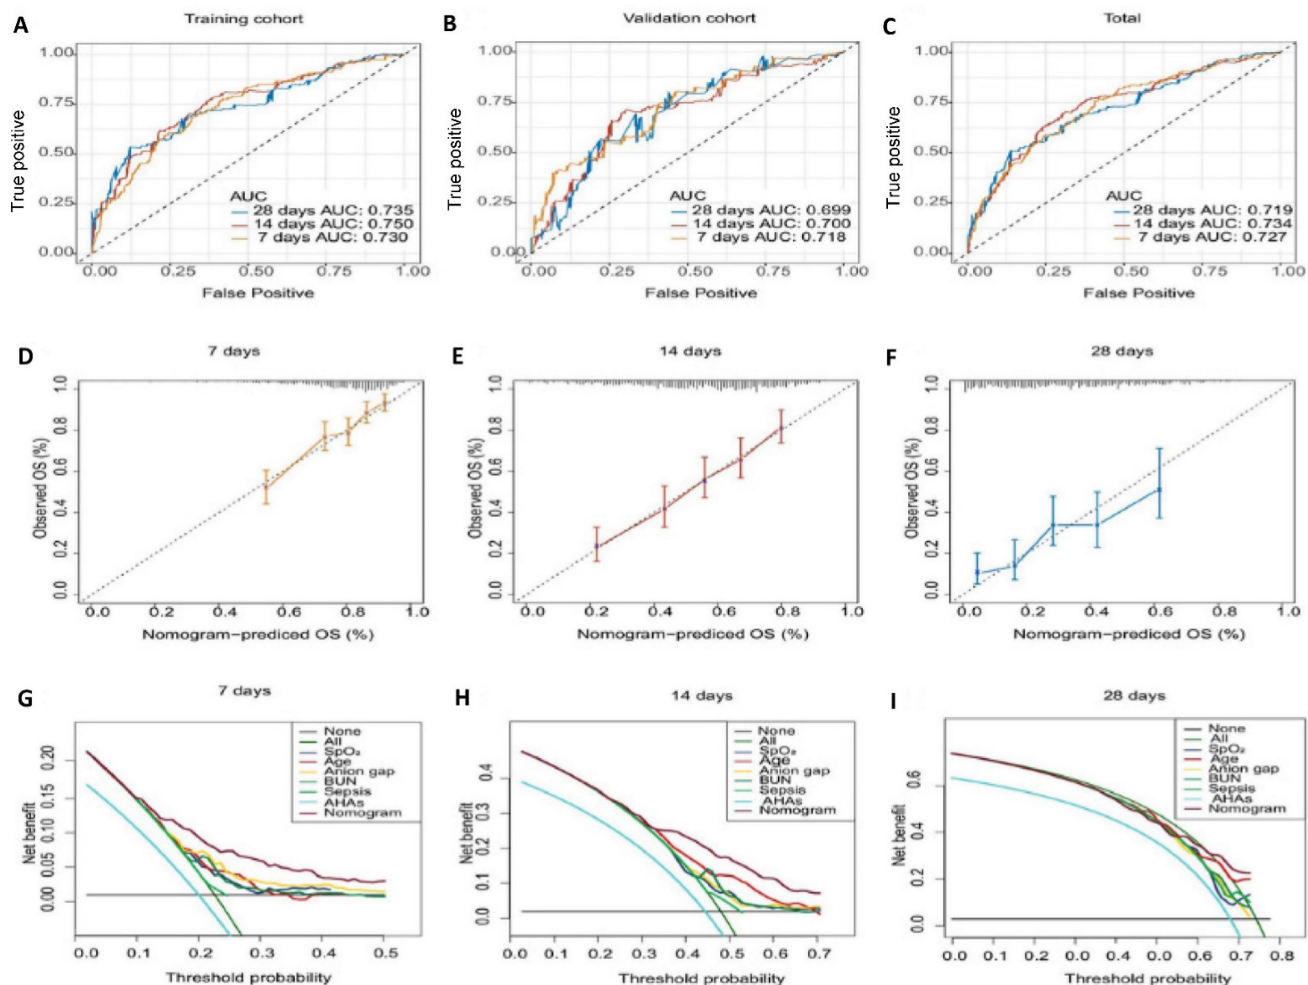 A
Training cohort
True positive
1.00
0.75
0.50
0.25
0.00
AUC
28 days AUC: 0.735
14 days AUC: 0.750
7 days AUC: 0.730
0.00 0.25 0.50 0.75 1.00
False Positive
B
Validation cohort
True positive
1.00
0.75
0.50
0.25
0.00
AUC
28 days AUC: 0.699
14 days AUC: 0.700
7 days AUC: 0.718
0.00 0.25 0.50 0.75 1.00
False Positive
C
Total
True positive
1.00
0.75
0.50
0.25
0.00
AUC
28 days AUC: 0.719
14 days AUC: 0.734
7 days AUC: 0.727
0.00 0.25 0.50 0.75 1.00
False Positive
D
7 days
Observed OS (%)
1.0
0.8
0.6
0.4
0.2
0.0
0.0 0.2 0.4 0.6 0.8 1.0
Nomogram-prediced OS (%)
E
14 days
Observed OS (%)
1.0
0.8
0.6
0.4
0.2
0.0
0.0 0.2 0.4 0.6 0.8 1.0
Nomogram-prediced OS (%)
F
28 days
Observed OS (%)
1.0
0.8
0.6
0.4
0.2
0.0
0.0 0.2 0.4 0.6 0.8 1.0
Nomogram-prediced OS (%)
G
7 days
Net benefit
0.20
0.15
0.10
0.05
0.00
None
All
SpO₂
Age
Anion gap
BUN
Sepsis
AHAs
Nomogram
0.0 0.1 0.2 0.3 0.4 0.5
Threshold probability
H
14 days
Net benefit
0.4
0.3
0.2
0.1
0.0
None
All
SpO₂
Age
Anion gap
BUN
Sepsis
AHAs
Nomogram
0.0 0.1 0.2 0.3 0.4 0.5 0.6 0.7
Threshold probability
I
28 days
Net benefit
0.6
0.4
0.2
0.0
None
All
SpO₂
Age
Anion gap
BUN
Sepsis
AHAs
Nomogram
0.0 0.1 0.2 0.0 0.0 0.0 0.6 0.7 0.8
Threshold probability